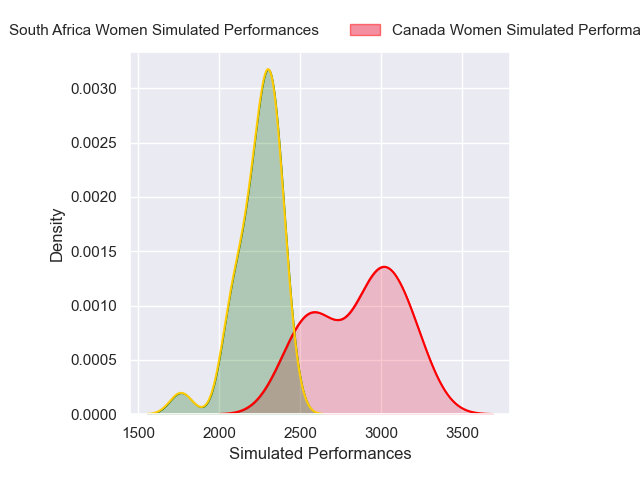 South Africa Women Simulated Performances Canada Women Simulated Performa
0.0030
0.0025
0.0020
0.0015
0.0010
0.0005
0.0000
Density
1500 2000 2500 3000 3500
Simulated Performances